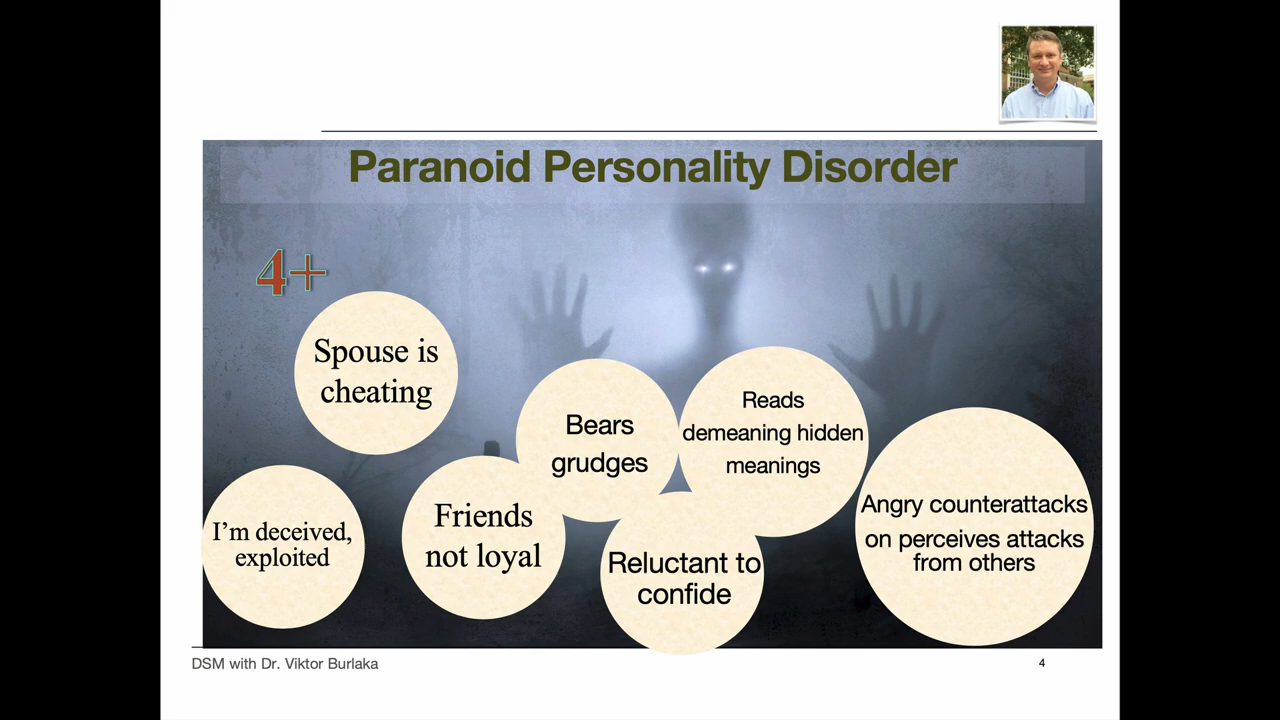 Paranoid Personality Disorder
4+
Spouse is
cheating
I'm deceived,
exploited
Friends
not loyal
Bears
grudges
Reluctant to
confide
Reads
demeaning hidden
meanings
Angry counterattacks
on perceives attacks
from others
DSM with Dr. Viktor Burlaka
4